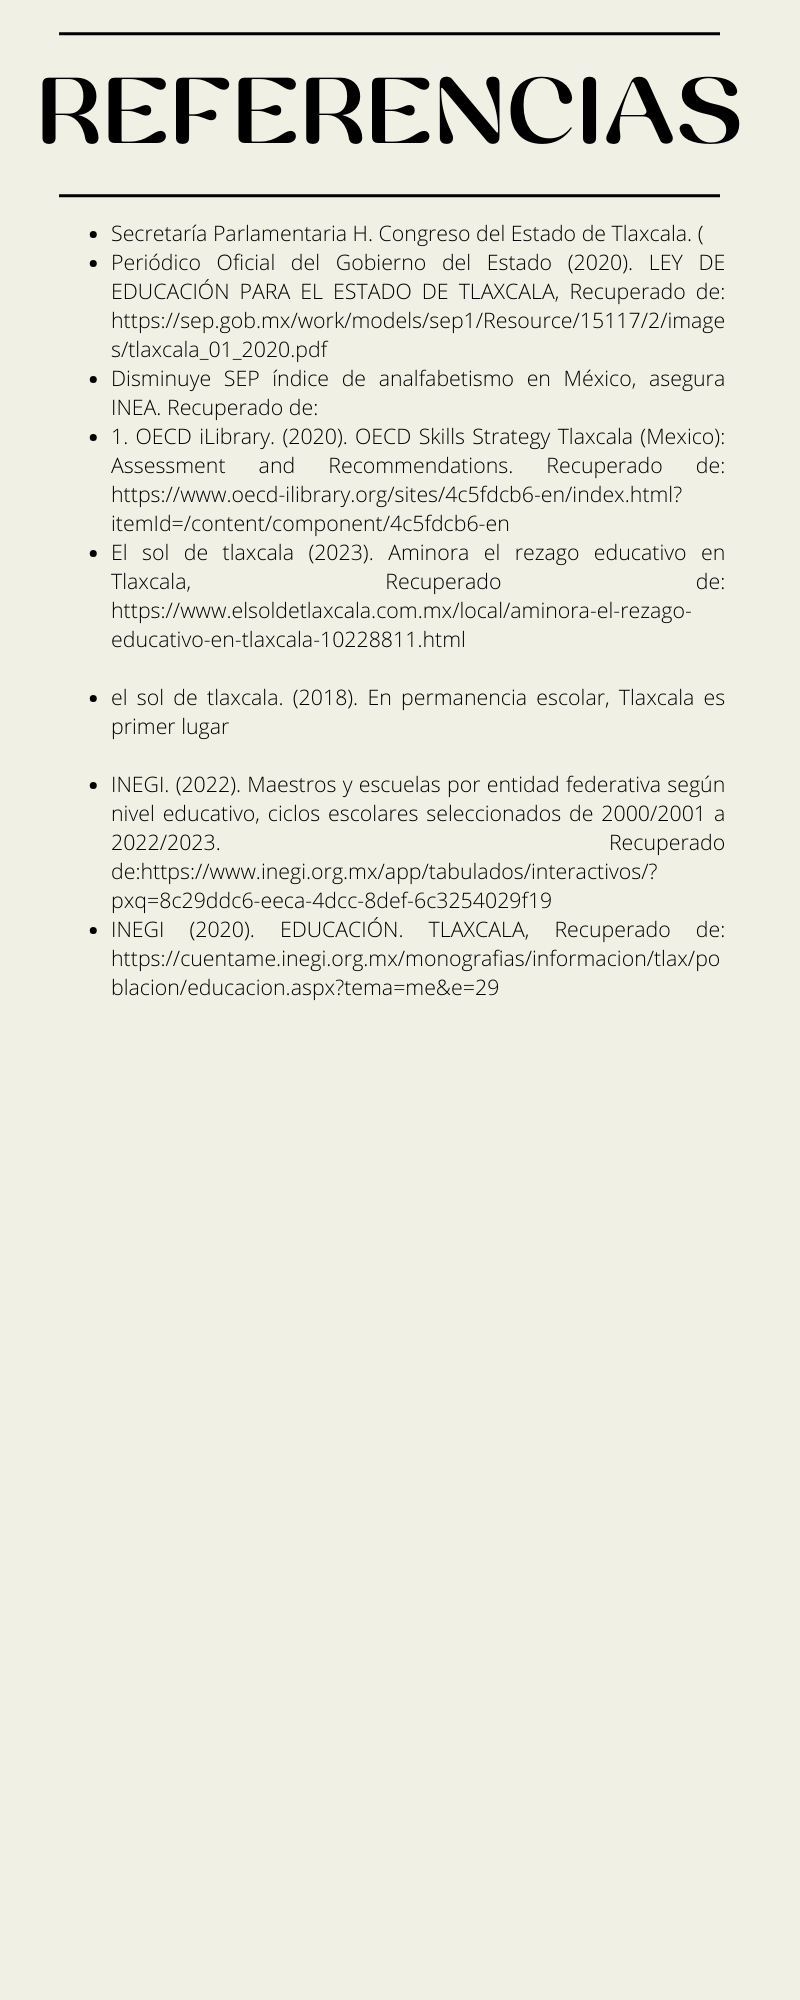 REFERENCIAS
• Secretaría Parlamentaria H. Congreso del Estado de Tlaxcala. (
• Periódico Oficial del Gobierno del Estado (2020). LEY DE
EDUCACIÓN PARA EL ESTADO DE TLAXCALA, Recuperado de:
https://sep.gob.mx/work/models/sep1/Resource/15117/2/image
s/tlaxcala_01_2020.pdf
• Disminuye SEP índice de analfabetismo en México, asegura
INEA. Recuperado de:
• 1. OECD iLibrary. (2020). OECD Skills Strategy Tlaxcala (Mexico):
Assessment and Recommendations. Recuperado de:
https://www.oecd-ilibrary.org/sites/4c5fdcb6-en/index.html?
itemId=/content/component/4c5fdcb6-en
• El sol de tlaxcala (2023). Aminora el rezago educativo en
Tlaxcala, Recuperado de:
https://www.elsoldetlaxcala.com.mx/local/aminora-el-rezago-
educativo-en-tlaxcala-10228811.html
• el sol de tlaxcala. (2018). En permanencia escolar, Tlaxcala es
primer lugar
• INEGI. (2022). Maestros y escuelas por entidad federativa según
nivel educativo, ciclos escolares seleccionados de 2000/2001 a
2022/2023. Recuperado
de:https://www.inegi.org.mx/app/tabulados/interactivos/?
pxq=8c29ddc6-eeca-4dcc-8def-6c3254029f19
• INEGI (2020). EDUCACIÓN. TLAXCALA, Recuperado de:
https://cuentame.inegi.org.mx/monografias/informacion/tlax/po
blacion/educacion.aspx?tema=me&e=29